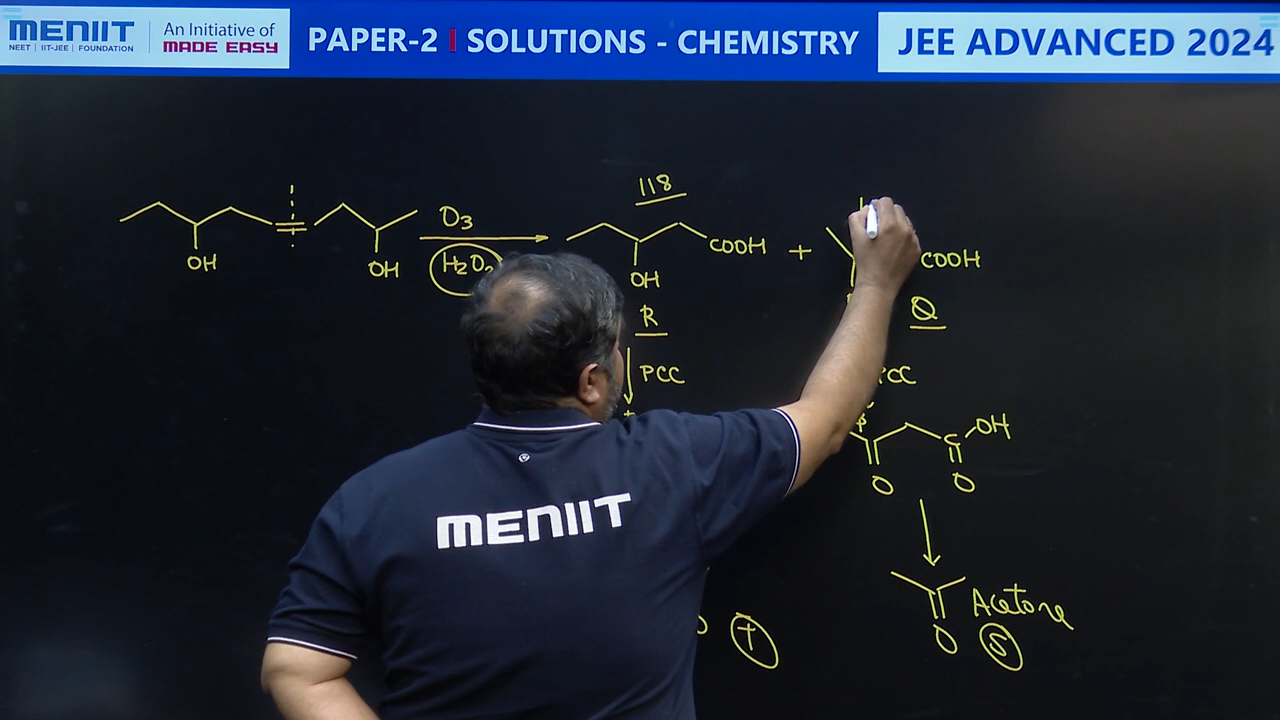 MENIIT
NEET | IIT-JEE | FOUNDATION
An Initiative of
MADE EASY
PAPER-2 | SOLUTIONS - CHEMISTRY
JEE ADVANCED 2024
118
O3
H2O2
OH
OH
OH
COOH
+
COOH
R
Q
PCC
PCC
OH
C
O
O
Acetone
S
T
MENIIT